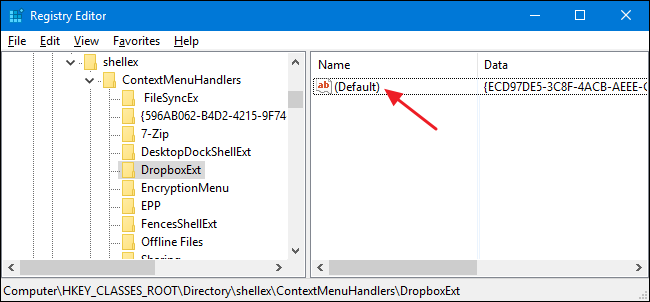 Registry Editor
File Edit View Favorites Help
shellex
ContextMenuHandlers
FileSyncEx
{596AB062-B4D2-4215-9F74
7-Zip
DesktopDockShellExt
DropboxExt
EncryptionMenu
EPP
FencesShellExt
Offline Files
Sharing
Name Data
ab (Default) {ECD97DE5-3C8F-4ACB-AEEE-
Computer\HKEY_CLASSES_ROOT\Directory\shellex\ContextMenuHandlers\DropboxExt